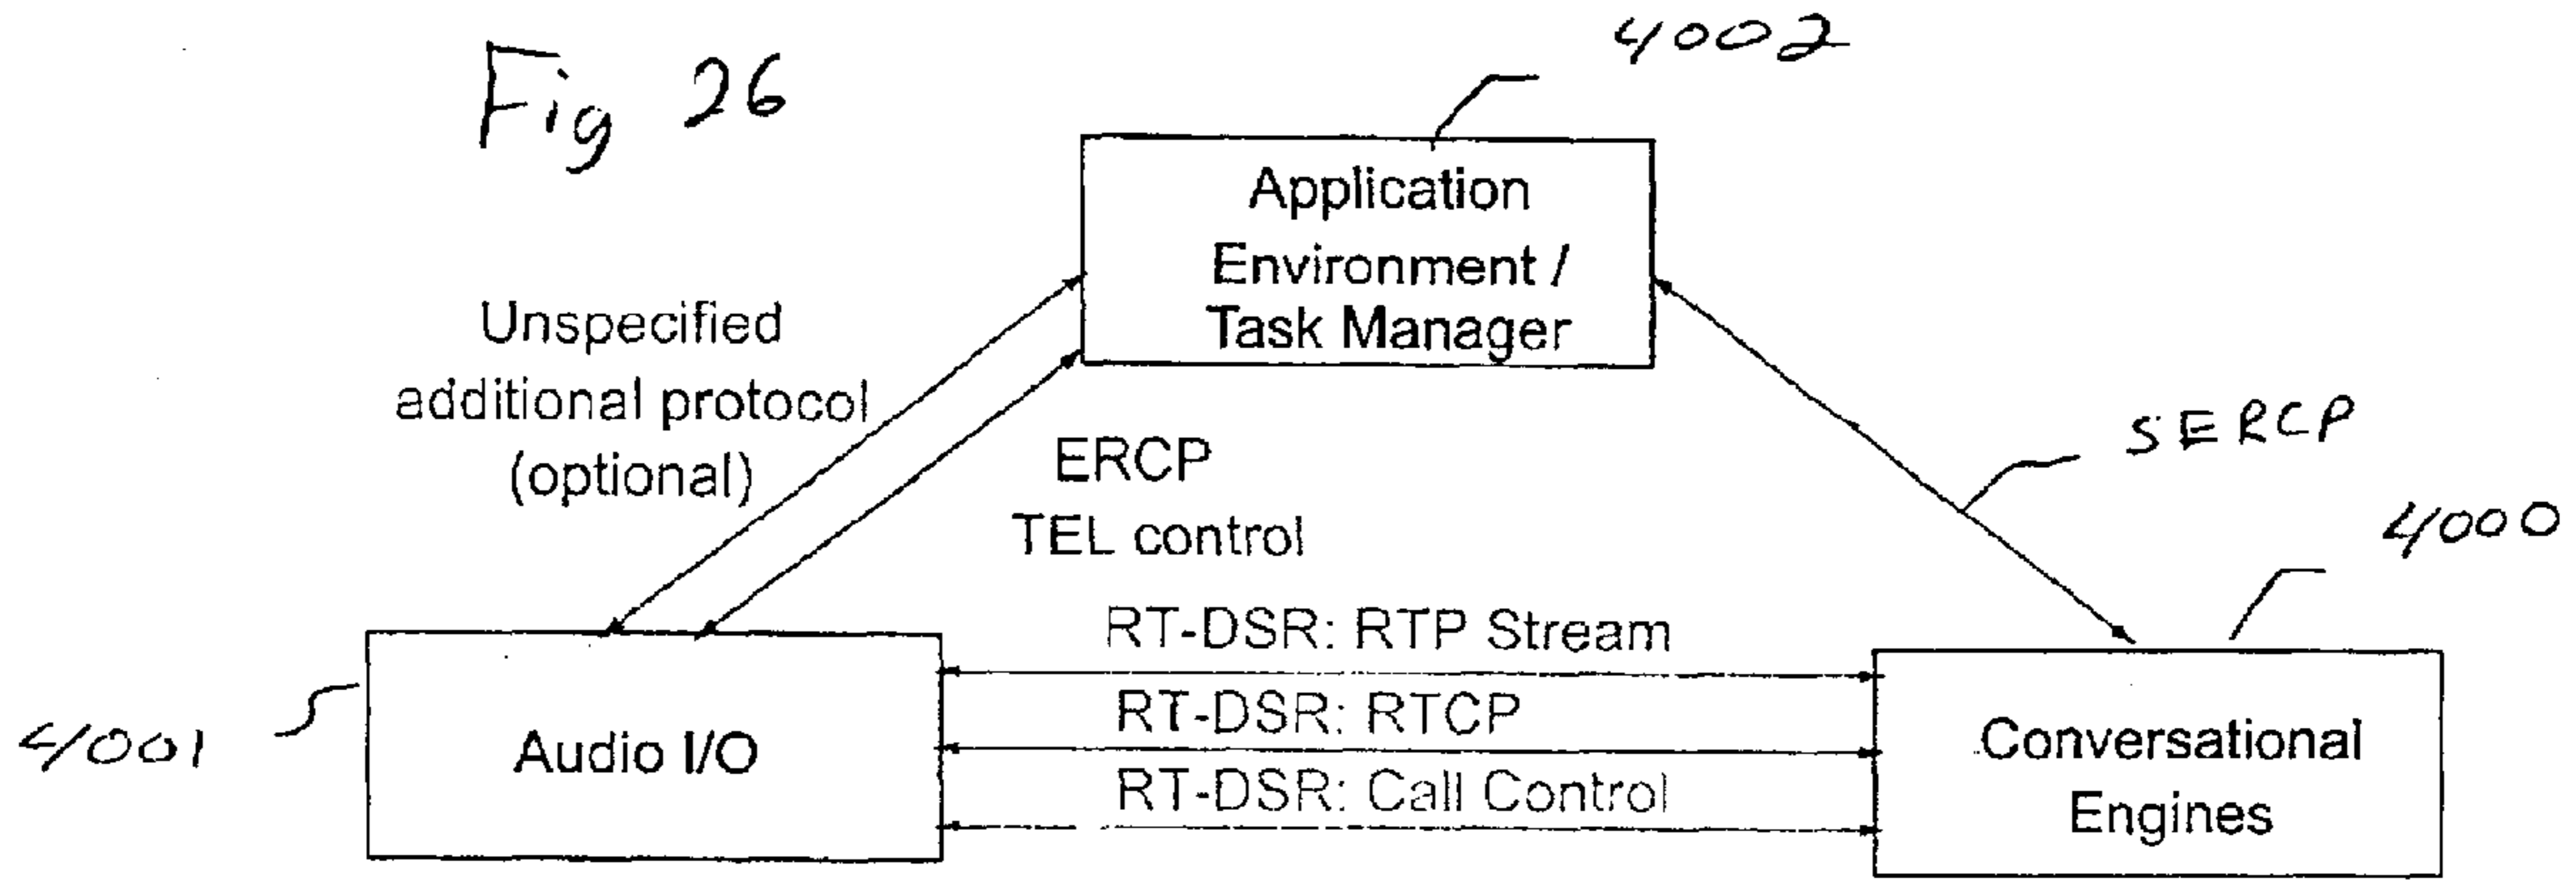 Fig 26
4002
Application
Environment /
Task Manager
Unspecified
additional protocol
(optional)
ERCP
TEL control
SERCP
4000
RT-DSR: RTP Stream
RT-DSR: RTCP
RT-DSR: Call Control
4001
Audio I/O
Conversational
Engines